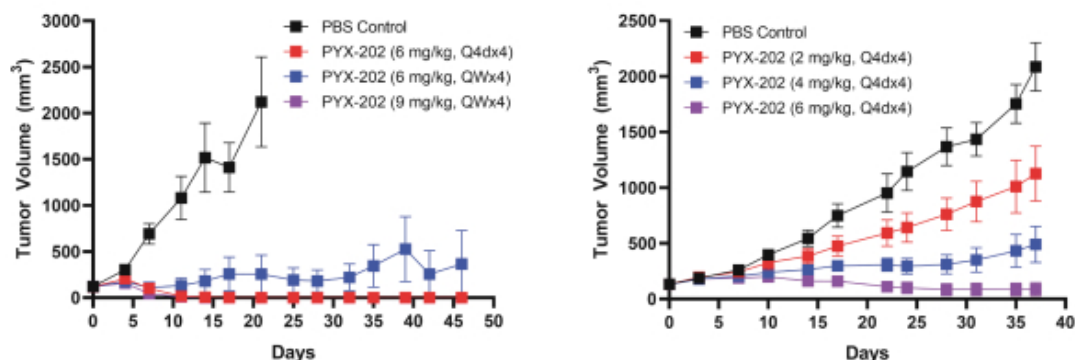 PBS Control
PYX-202 (6 mg/kg, Q4dx4)
PYX-202 (6 mg/kg, QWx4)
PYX-202 (9 mg/kg, QWx4)
Tumor Volume (mm³)
3000
2500
2000
1500
1000
500
0
0 5 10 15 20 25 30 35 40 45 50
Days
PBS Control
PYX-202 (2 mg/kg, Q4dx4)
PYX-202 (4 mg/kg, Q4dx4)
PYX-202 (6 mg/kg, Q4dx4)
Tumor Volume (mm³)
2500
2000
1500
1000
500
0
0 5 10 15 20 25 30 35 40
Days